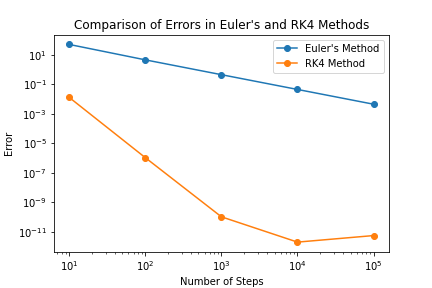 Comparison of Errors in Euler's and RK4 Methods
Euler's Method
RK4 Method
Error
10¹
10⁻¹
10⁻³
10⁻⁵
10⁻⁷
10⁻⁹
10⁻¹¹
10¹ 10² 10³ 10⁴ 10⁵
Number of Steps